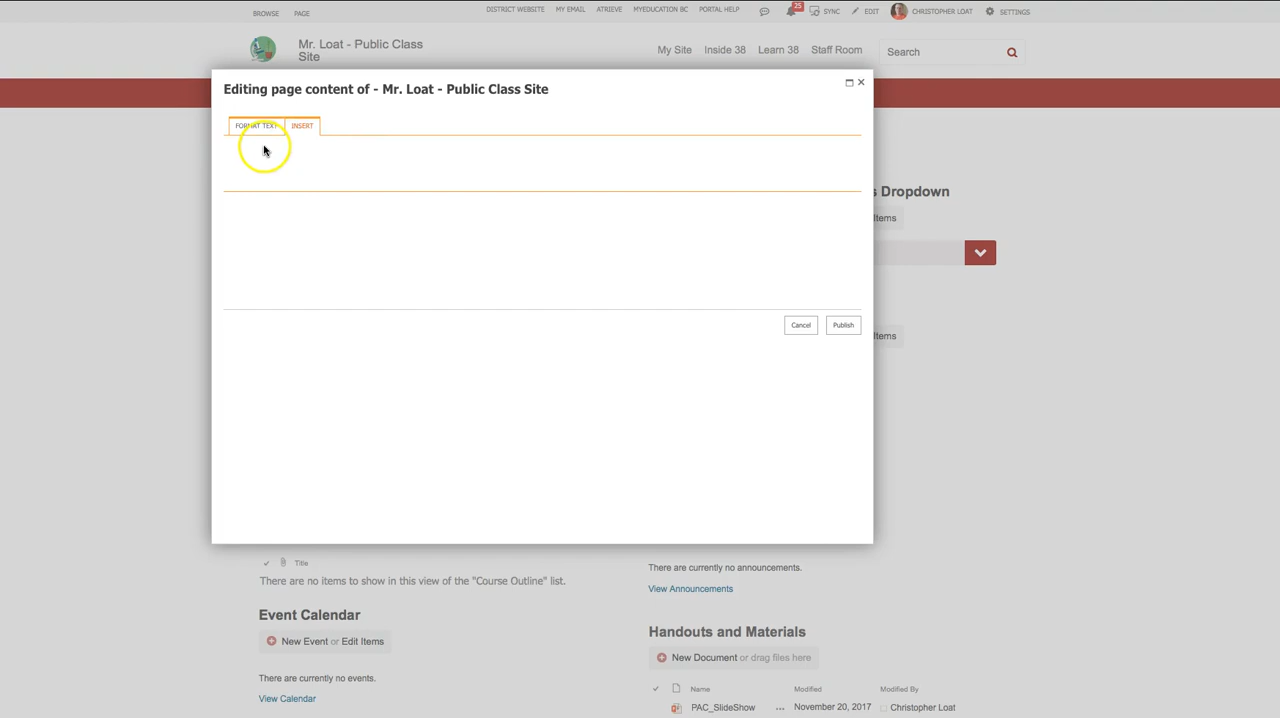 BROWSE PAGE DISTRICT WEBSITE MY EMAIL ATRIEVE MYEDUCATION BC PORTAL HELP 25 SYNC EDIT CHRISTOPHER LOAT SETTINGS
Mr. Loat - Public Class
Site
My Site Inside 38 Learn 38 Staff Room Search
Editing page content of - Mr. Loat - Public Class Site
FORMAT TEXT INSERT
s Dropdown
Items
Cancel Publish
Items
Title
There are no items to show in this view of the "Course Outline" list.
Event Calendar
New Event or Edit Items
There are currently no events.
View Calendar
There are currently no announcements.
View Announcements
Handouts and Materials
New Document or drag files here
Name Modified Modified By
PAC_SlideShow ... November 20, 2017 Christopher Loat